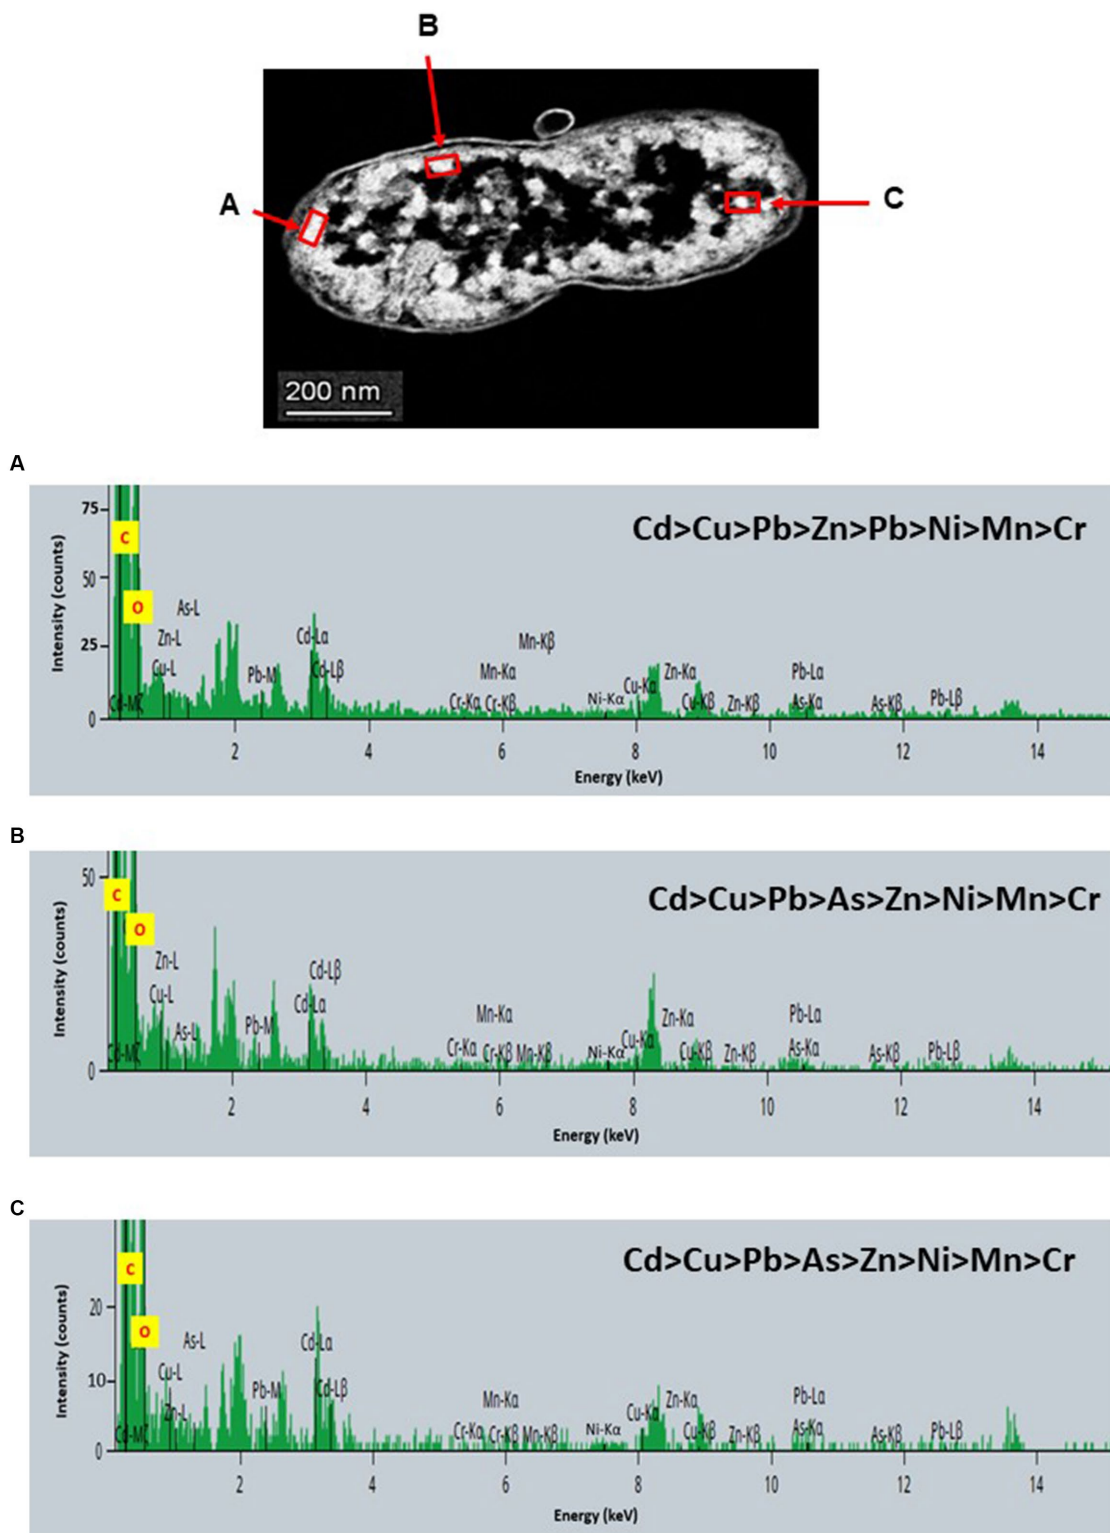 B
A
C
200 nm
A
75
50
25
0
Intensity (counts)
C
O
Cd>Cu>Pb>Zn>Pb>Ni>Mn>Cr
As-L
Zn-L
Cu-L
Cd-Mζ
Pb-M
Cd-Lα
Cd-Lβ
Mn-Kβ
Mn-Kα
Cr-Kα
Cr-Kβ
Ni-Kα
Cu-Kα
Zn-Kα
Cu-Kβ
Zn-Kβ
Pb-Lα
As-Kα
As-Kβ
Pb-Lβ
2 4 6 8 10 12 14
Energy (keV)
B
50
0
Intensity (counts)
C
O
Cd>Cu>Pb>As>Zn>Ni>Mn>Cr
Zn-L
Cu-L
As-L
Cd-Mζ
Pb-M
Cd-Lβ
Cd-Lα
Mn-Kα
Cr-Kα
Cr-Kβ
Mn-Kβ
Ni-Kα
Cu-Kα
Zn-Kα
Cu-Kβ
Zn-Kβ
Pb-Lα
As-Kα
As-Kβ
Pb-Lβ
2 4 6 8 10 12 14
Energy (keV)
C
20
10
0
Intensity (counts)
C
O
Cd>Cu>Pb>As>Zn>Ni>Mn>Cr
As-L
Cu-L
Zn-L
Cd-Mζ
Pb-M
Cd-Lα
Cd-Lβ
Mn-Kα
Cr-Kα
Cr-Kβ
Mn-Kβ
Ni-Kα
Cu-Kα
Zn-Kα
Cu-Kβ
Zn-Kβ
Pb-Lα
As-Kα
As-Kβ
Pb-Lβ
2 4 6 8 10 12 14
Energy (keV)